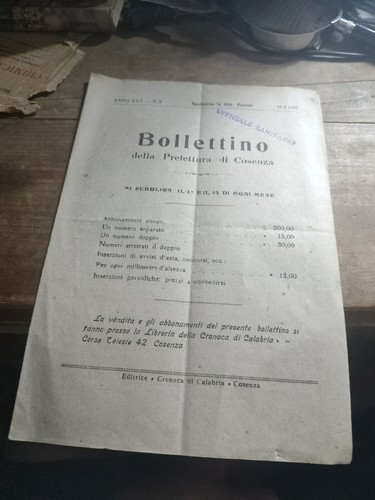 ANNO XXI - N. 2
Spedizione in Abb. Postale
UFFICIALE SANITARIO
Bollettino
della Prefettura di Cosenza
SI PUBBLICA IL 1° E IL 15 DI OGNI MESE
Abbonamento annuo L. 300,00
Un numero separato » 15,00
Un numero doppio » 30,00
Numeri arretrati il doppio
Inserzioni di avvisi d'asta, concorsi, ecc.:
Per ogni millimetro d'altezza » 12,00
Inserzioni periodiche: prezzi a convenirsi
La vendita e gli abbonamenti del presente bollettino si
fanno presso la Libreria della Cronaca di Calabria» -
Corso Telesio 42 Cosenza
Editrice «Cronaca di Calabria» Cosenza